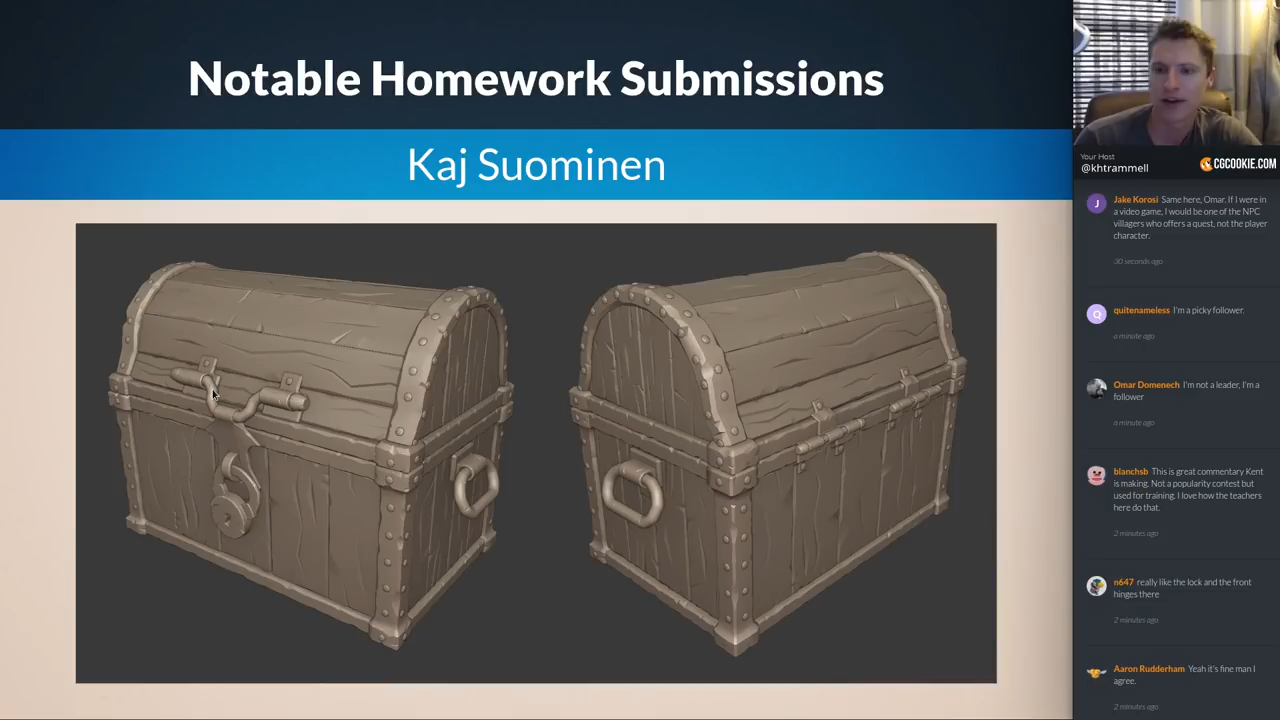 Notable Homework Submissions
Kaj Suominen
Your Host
@khtrammell
CGCOOKIE.COM
J
Jake Korosi Same here, Omar. If I were in
a video game, I would be one of the NPC
villagers who offers a quest, not the player
character.
30 seconds ago
Q
quitenameless I'm a picky follower.
a minute ago
Omar Domenech I'm not a leader, I'm a
follower
a minute ago
blanchsb This is great commentary Kent
is making. Not a popularity contest but
used for training. I love how the teachers
here do that.
2 minutes ago
n647 really like the lock and the front
hinges there
2 minutes ago
Aaron Rudderham Yeah it's fine man I
agree.
2 minutes ago